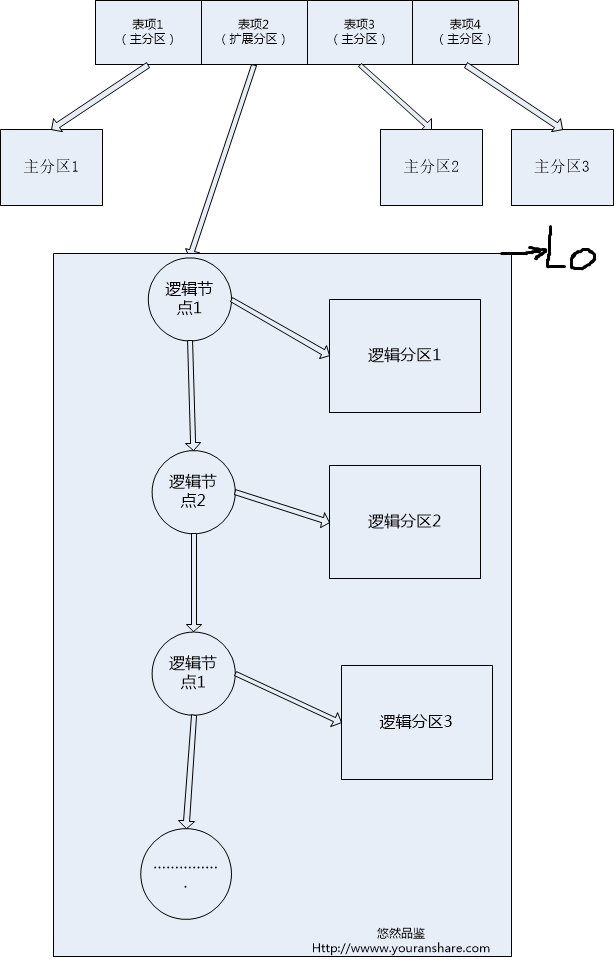 表项1
（主分区）
表项2
（扩展分区）
表项3
（主分区）
表项4
（主分区）
主分区1
主分区2
主分区3
LO
逻辑节
点1
逻辑分区1
逻辑节
点2
逻辑分区2
逻辑节
点1
逻辑分区3
...............
.
悠然品鉴
Http://wwww.youranshare.com